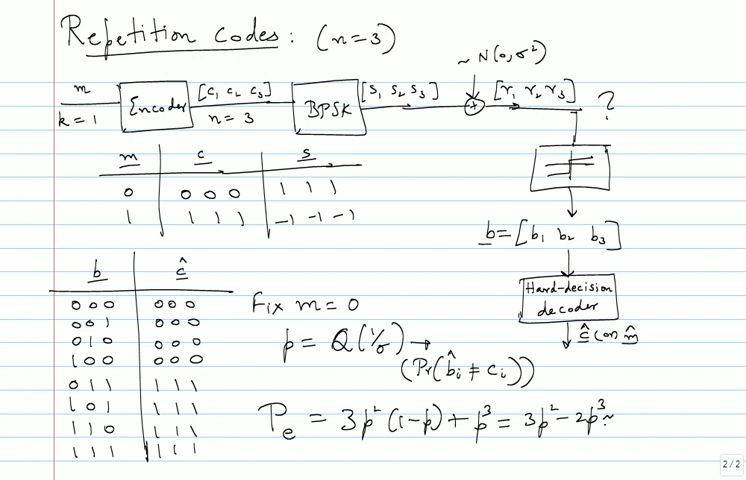 Repetition codes: (n=3)
~ N(0,σ²)
m [c₁ c₂ c₃] [s₁ s₂ s₃] [r₁ r₂ r₃] ?
Encoder BPSK +
k=1 n=3
m c s
0 0 0 0 1 1 1
1 1 1 1 -1 -1 -1
b=[b₁ b₂ b₃]
b ĉ
Hard-decision
decoder
ĉ (or) m̂
0 0 0 0 0 0
0 0 1 0 0 0
0 1 0 0 0 0
1 0 0 0 0 0
0 1 1 1 1 1
1 0 1 1 1 1
1 1 0 1 1 1
1 1 1 1 1 1
Fix m=0
p = Q(1/σ) →
(Pr(b̂ᵢ ≠ cᵢ))
Pₑ = 3p²(1-p) + p³ = 3p² - 2p³ ~
2/2